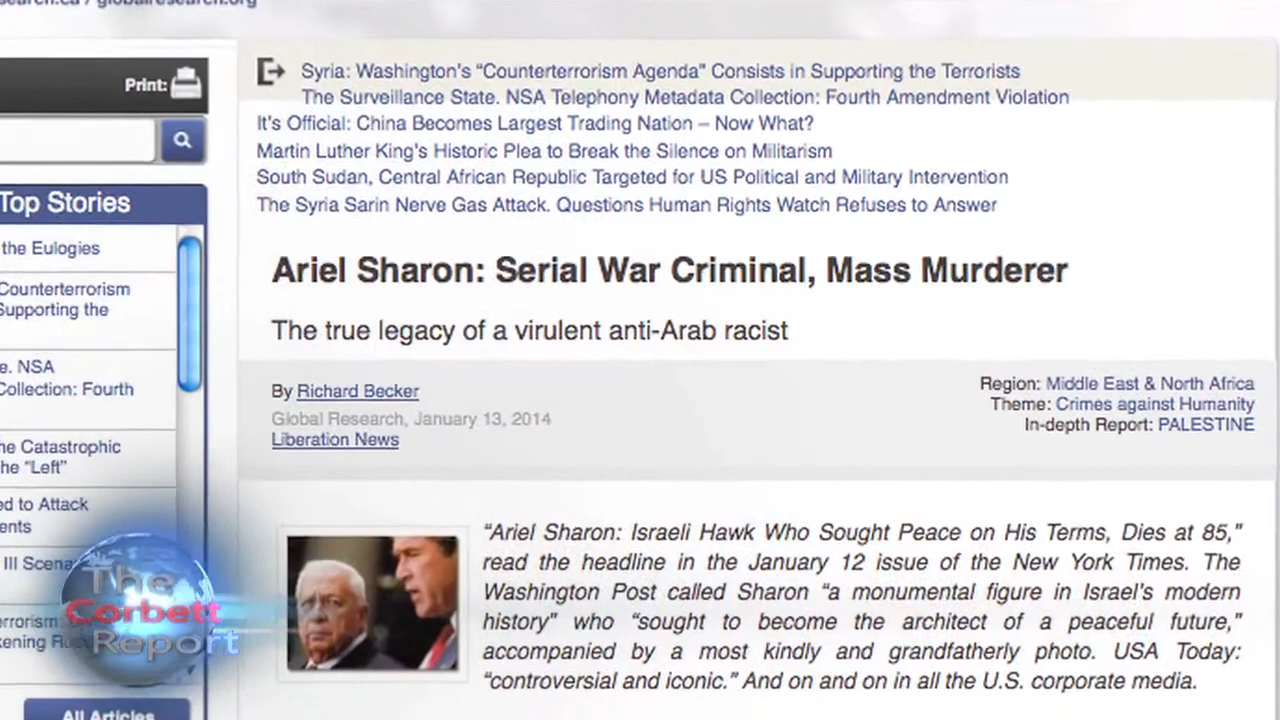 search.ca / globalresearch.org
Print:
Top Stories
the Eulogies
Counterterrorism
Supporting the
e. NSA
Collection: Fourth
he Catastrophic
he “Left”
ed to Attack
ents
III Scena
errorism
kening Ru
All Articles
Syria: Washington’s “Counterterrorism Agenda” Consists in Supporting the Terrorists
The Surveillance State. NSA Telephony Metadata Collection: Fourth Amendment Violation
It's Official: China Becomes Largest Trading Nation – Now What?
Martin Luther King's Historic Plea to Break the Silence on Militarism
South Sudan, Central African Republic Targeted for US Political and Military Intervention
The Syria Sarin Nerve Gas Attack. Questions Human Rights Watch Refuses to Answer
Ariel Sharon: Serial War Criminal, Mass Murderer
The true legacy of a virulent anti-Arab racist
By Richard Becker
Global Research, January 13, 2014
Liberation News
Region: Middle East & North Africa
Theme: Crimes against Humanity
In-depth Report: PALESTINE
“Ariel Sharon: Israeli Hawk Who Sought Peace on His Terms, Dies at 85,”
read the headline in the January 12 issue of the New York Times. The
Washington Post called Sharon “a monumental figure in Israel’s modern
history” who “sought to become the architect of a peaceful future,”
accompanied by a most kindly and grandfatherly photo. USA Today:
“controversial and iconic.” And on and on in all the U.S. corporate media.
The
Corbett
Report